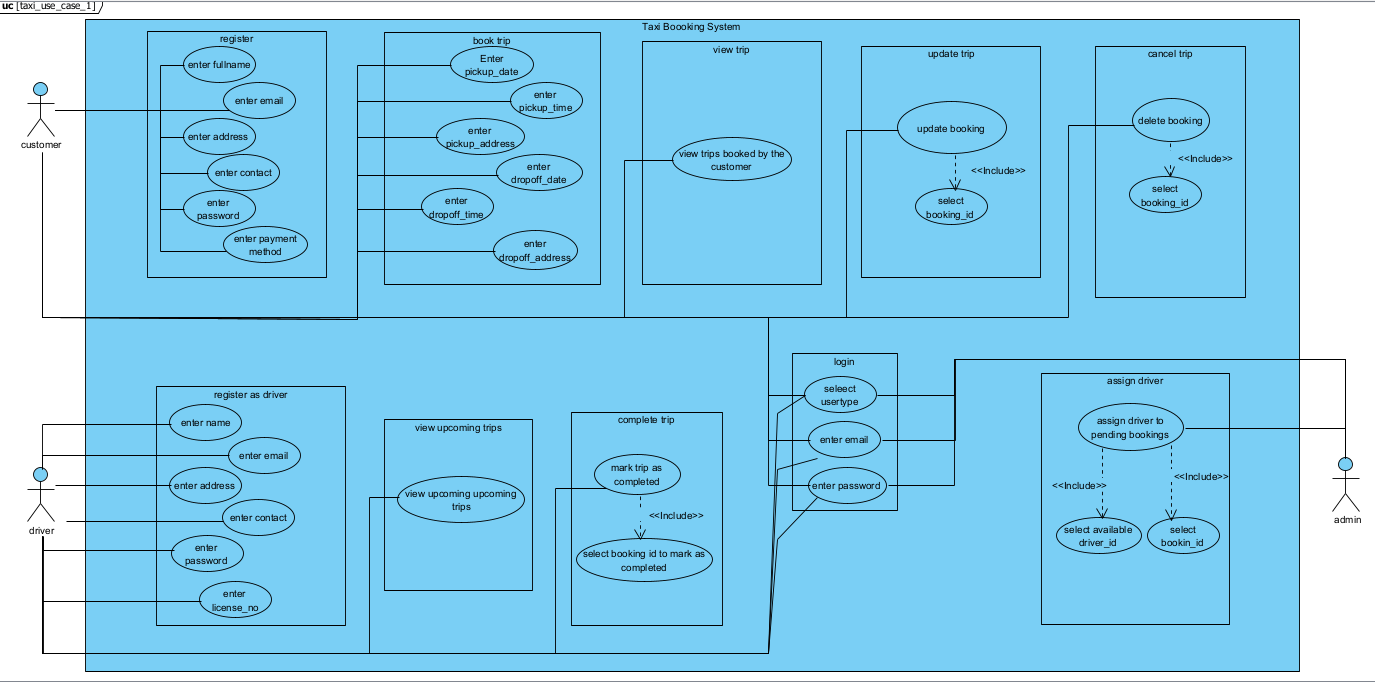 uc [taxi_use_case_1]
Taxi Boooking System
register
enter fullname
enter email
enter address
enter contact
enter
password
enter payment
method
book trip
Enter
pickup_date
enter
pickup_time
enter
pickup_address
enter
dropoff_date
enter
dropoff_time
enter
dropoff_address
view trip
view trips booked by the
customer
update trip
update booking
<<Include>>
select
booking_id
cancel trip
delete booking
<<Include>>
select
booking_id
customer
register as driver
enter name
enter email
enter address
enter contact
enter
password
enter
license_no
driver
view upcoming trips
view upcoming upcoming
trips
complete trip
mark trip as
completed
<<Include>>
select booking id to mark as
completed
login
seleect
usertype
enter email
enter password
assign driver
assign driver to
pending bookings
<<Include>>
<<Include>>
select available
driver_id
select
bookin_id
admin